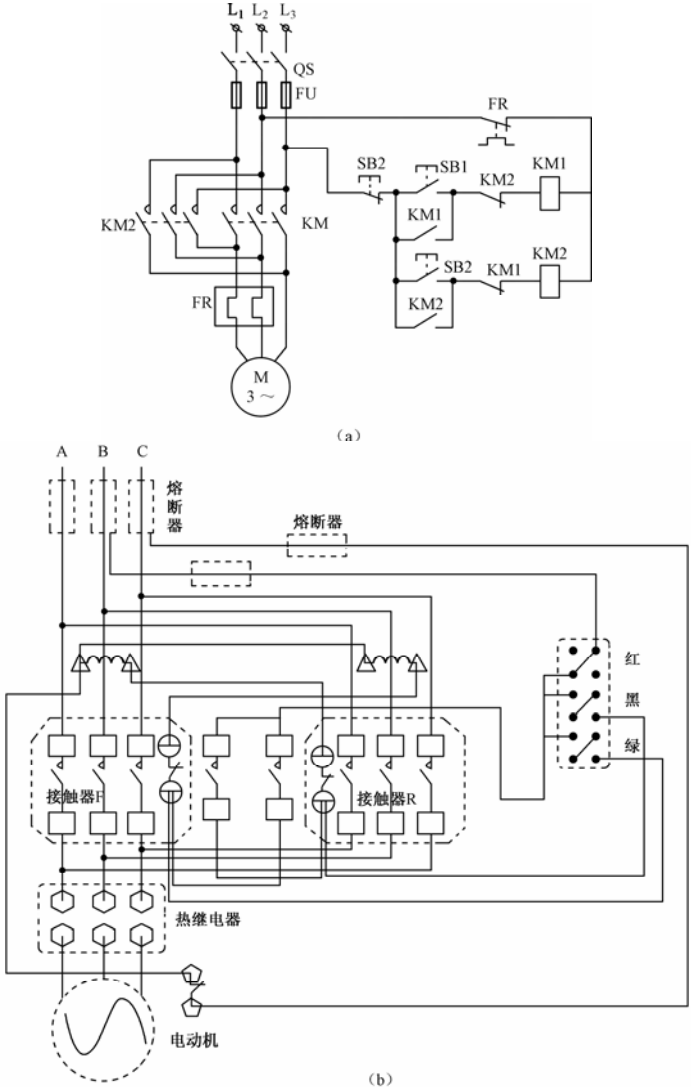 L1 L2 L3
QS
FU
FR
SB2
SB1
KM2
KM1
KM1
KM2
KM
SB2
KM1
KM2
KM2
FR
M
3 ～
(a)
A B C
熔断器
熔断器
红
黑
绿
接触器F
接触器R
热继电器
电动机
(b)